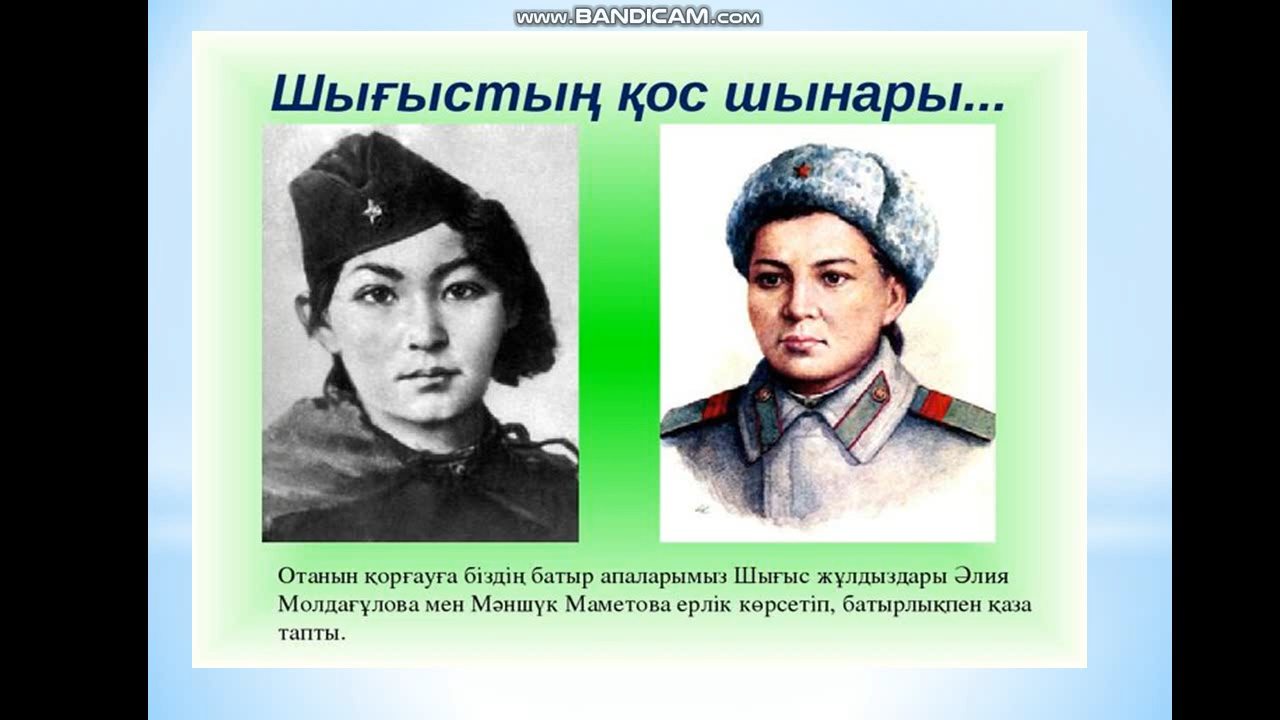 www.BANDICAM.com
Шығыстың қос шынары...
Отанын қорғауға біздің батыр апаларымыз Шығыс жұлдыздары Әлия
Молдағұлова мен Мәншүк Маметова ерлік көрсетіп, батырлықпен қаза
тапты.